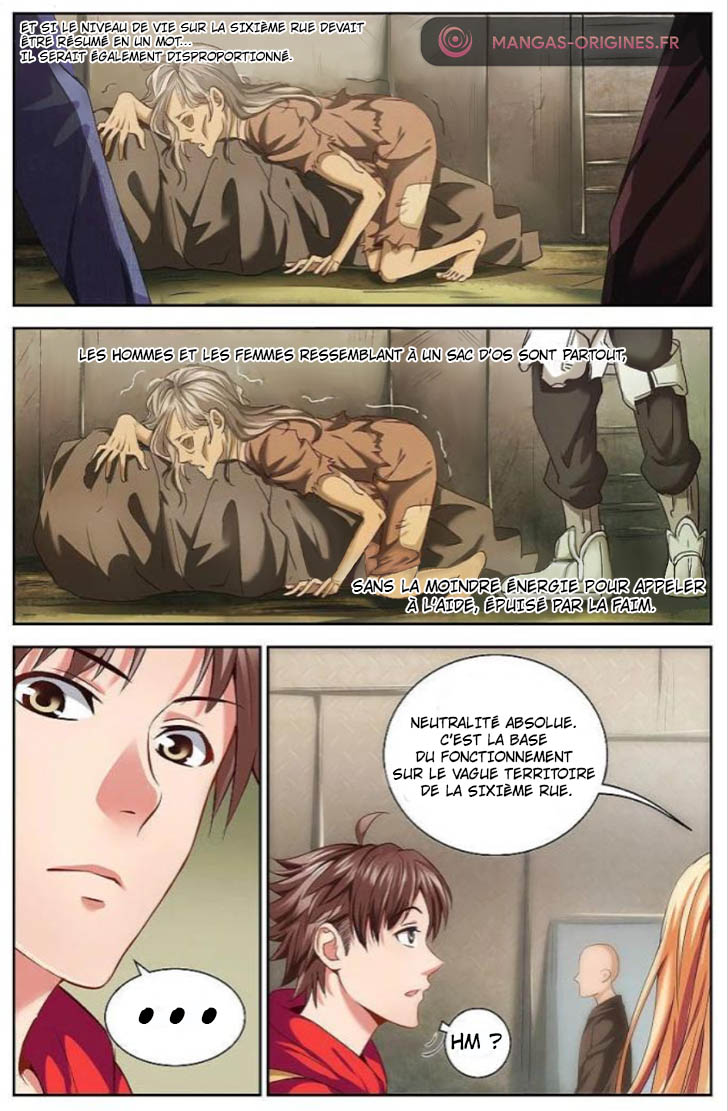 ET SI LE NIVEAU DE VIE SUR LA SIXIÈME RUE DEVAIT
ÊTRE RÉSUMÉ EN UN MOT...
IL SERAIT ÉGALEMENT DISPROPORTIONNÉ.
MANGAS-ORIGINES.FR
LES HOMMES ET LES FEMMES RESSEMBLANT À UN SAC D'OS SONT PARTOUT,
SANS LA MOINDRE ÉNERGIE POUR APPELER
À L'AIDE, ÉPUISÉ PAR LA FAIM.
...
NEUTRALITÉ ABSOLUE.
C'EST LA BASE
DU FONCTIONNEMENT
SUR LE VAGUE TERRITOIRE
DE LA SIXIÈME RUE.
HM ?